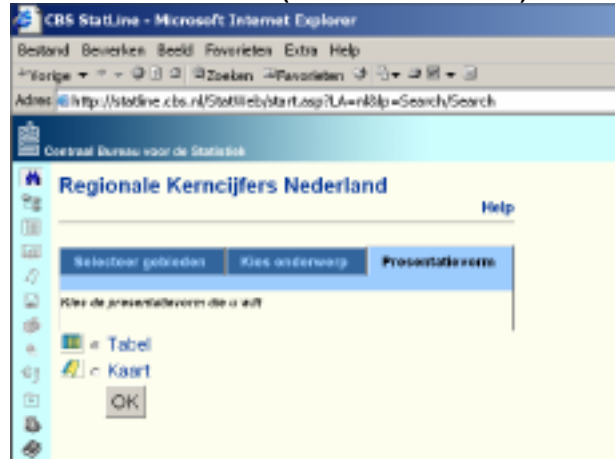 CBS StatLine - Microsoft Internet Explorer
Bestand Bewerken Beeld Favorieten Extra Help
Vorige Zoeken Favorieten
Adres http://statline.cbs.nl/StatWeb/start.asp?LA=nl&lp=Search/Search
Centraal Bureau voor de Statistiek
Regionale Kerncijfers Nederland
Help
Selecteer gebieden Kies onderwerp Presentatievorm
Kies de presentatievorm die u wilt
Tabel
Kaart
OK